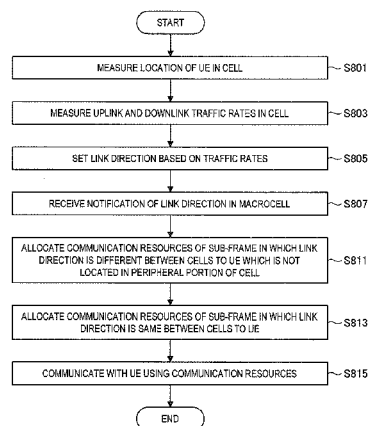 START
MEASURE LOCATION OF UE IN CELL
S801
MEASURE UPLINK AND DOWNLINK TRAFFIC RATES IN CELL
S803
SET LINK DIRECTION BASED ON TRAFFIC RATES
S805
RECEIVE NOTIFICATION OF LINK DIRECTION IN MACROCELL
S807
ALLOCATE COMMUNICATION RESOURCES OF SUB-FRAME IN WHICH LINK
DIRECTION IS DIFFERENT BETWEEN CELLS TO UE WHICH IS NOT
LOCATED IN PERIPHERAL PORTION OF CELL
S811
ALLOCATE COMMUNICATION RESOURCES OF SUB-FRAME IN WHICH LINK
DIRECTION IS SAME BETWEEN CELLS TO UE
S813
COMMUNICATE WITH UE USING COMMUNICATION RESOURCES
S815
END